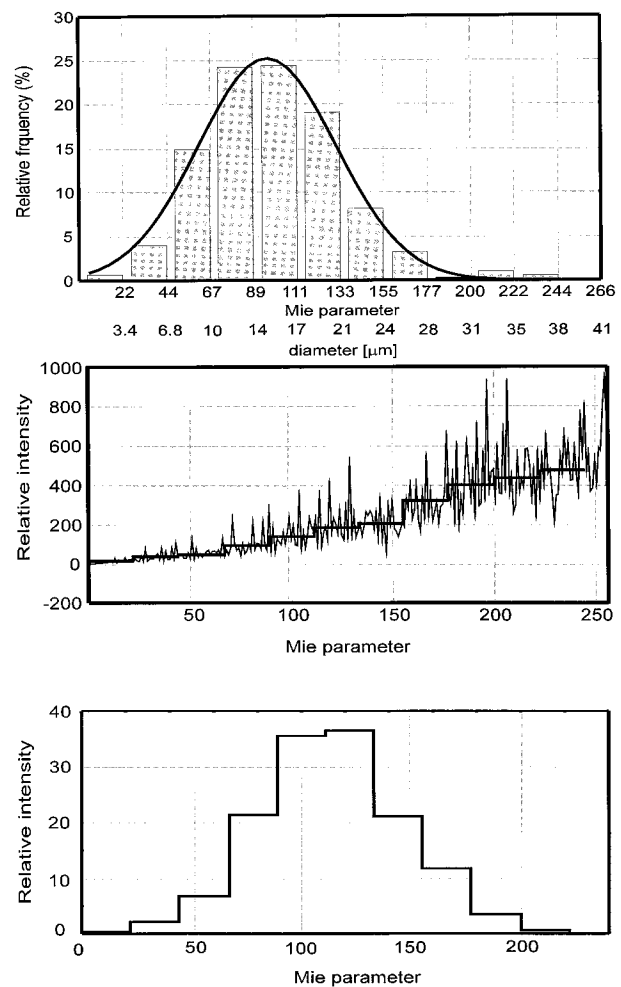 30
25
20
15
10
5
0
Relative frquency (%)
22 44 67 89 111 133 155 177 200 222 244 266
Mie parameter
3.4 6.8 10 14 17 21 24 28 31 35 38 41
diameter [μm]
1000
800
600
400
200
0
-200
Relative intensity
50 100 150 200 250
Mie parameter
40
30
20
10
0
Relative intensity
0 50 100 150 200
Mie parameter